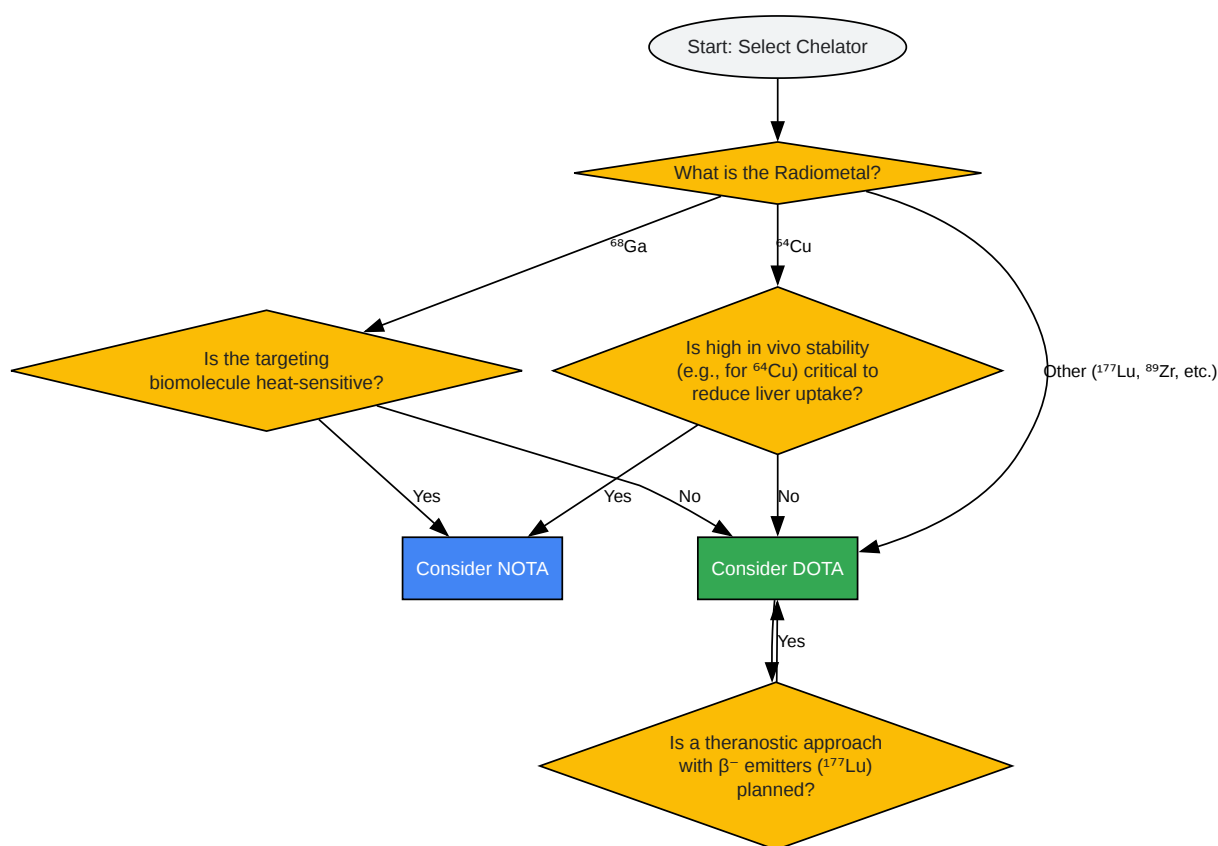 Start: Select Chelator
What is the Radiometal?
⁶⁸Ga
⁶⁴Cu
Is the targeting
biomolecule heat-sensitive?
Is high in vivo stability
(e.g., for ⁶⁴Cu) critical to
reduce liver uptake?
Other (¹⁷⁷Lu, ⁸⁹Zr, etc.)
Yes
Yes
No
No
Consider NOTA
Consider DOTA
Yes
Is a theranostic approach
with β⁻ emitters (¹⁷⁷Lu)
planned?